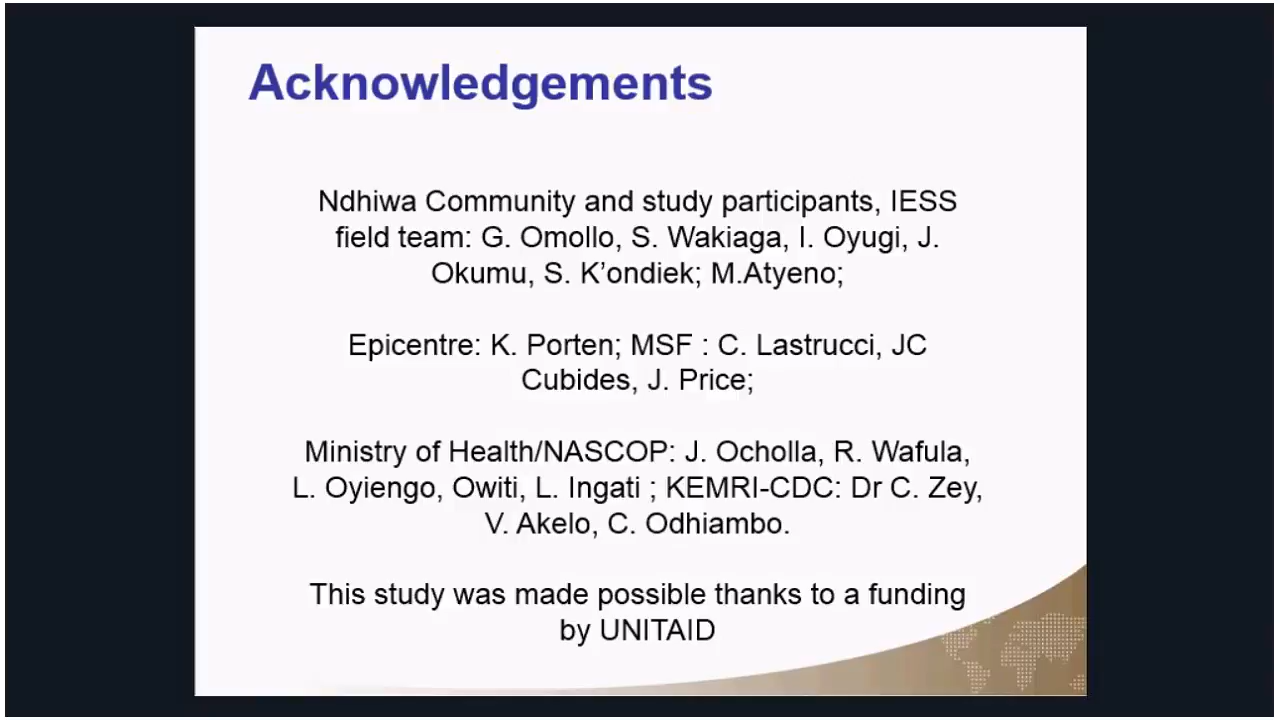 Acknowledgements
Ndhiwa Community and study participants, IESS
field team: G. Omollo, S. Wakiaga, I. Oyugi, J.
Okumu, S. K’ondiek; M.Atyeno;
Epicentre: K. Porten; MSF : C. Lastrucci, JC
Cubides, J. Price;
Ministry of Health/NASCOP: J. Ocholla, R. Wafula,
L. Oyiengo, Owiti, L. Ingati ; KEMRI-CDC: Dr C. Zey,
V. Akelo, C. Odhiambo.
This study was made possible thanks to a funding
by UNITAID